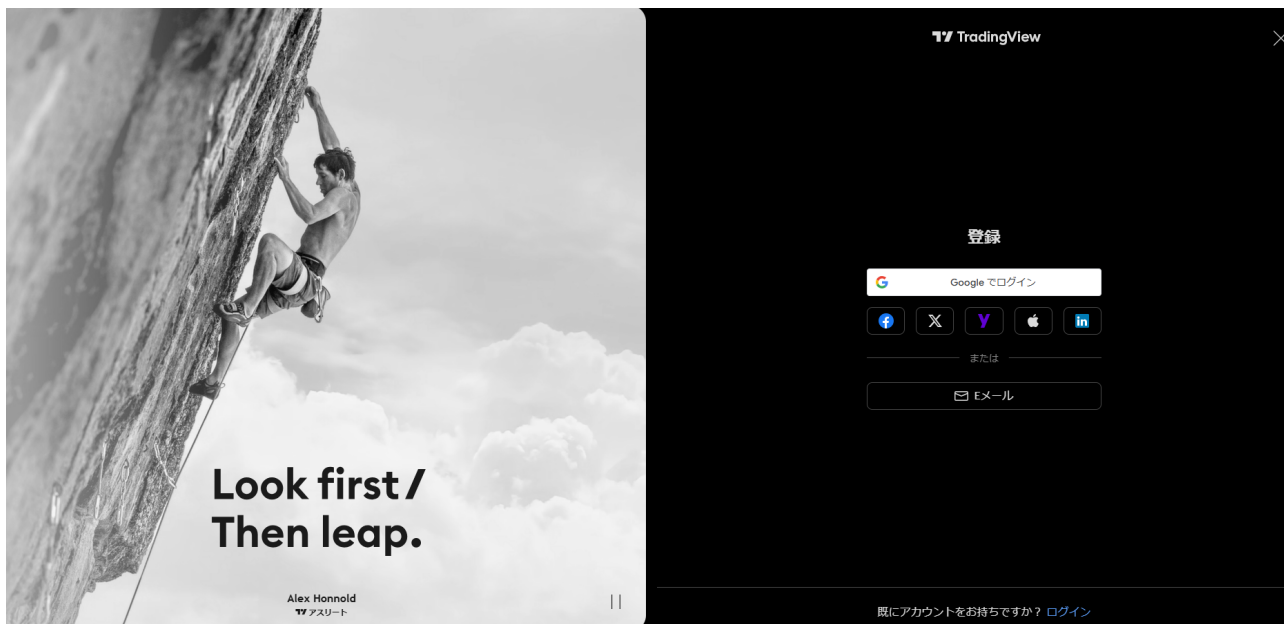 Look first/
Then leap.
Alex Honnold
アスリート
TradingView
登録
Google でログイン
または
Eメール
既にアカウントをお持ちですか？ ログイン